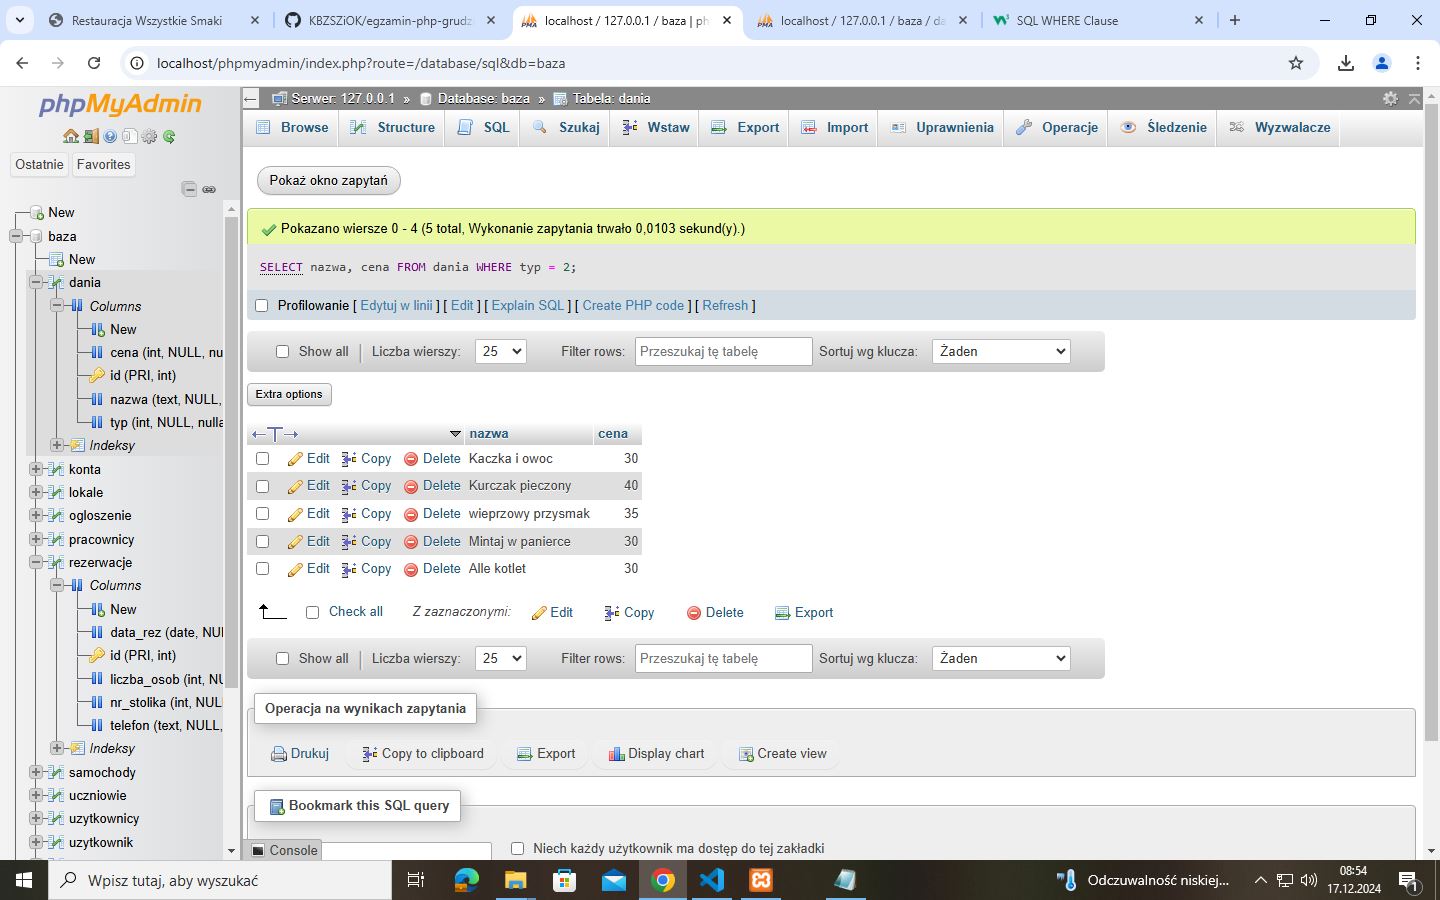 Restauracja Wszystkie Smaki
KBZSZiOK/egzamin-php-grudz
localhost / 127.0.0.1 / baza | ph
localhost / 127.0.0.1 / baza / da
SQL WHERE Clause
localhost/phpmyadmin/index.php?route=/database/sql&db=baza
phpMyAdmin
Ostatnie
Favorites
New
baza
New
dania
Columns
New
cena (int, NULL, nu
id (PRI, int)
nazwa (text, NULL,
typ (int, NULL, nulla
Indeksy
konta
lokale
ogloszenie
pracownicy
rezerwacje
Columns
New
data_rez (date, NUL
id (PRI, int)
liczba_osob (int, NU
nr_stolika (int, NULL
telefon (text, NULL,
Indeksy
samochody
uczniowie
uzytkownicy
uzytkownik
Serwer: 127.0.0.1 » Database: baza » Tabela: dania
Browse Structure SQL Szukaj Wstaw Export Import Uprawnienia Operacje Śledzenie Wyzwalacze
Pokaż okno zapytań
Pokazano wiersze 0 - 4 (5 total, Wykonanie zapytania trwało 0,0103 sekund(y).)
SELECT nazwa, cena FROM dania WHERE typ = 2;
Profilowanie [ Edytuj w linii ] [ Edit ] [ Explain SQL ] [ Create PHP code ] [ Refresh ]
Show all | Liczba wierszy: 25 Filter rows: Przeszukaj tę tabelę Sortuj wg klucza: Żaden
Extra options
←T→ nazwa cena
Edit Copy Delete Kaczka i owoc 30
Edit Copy Delete Kurczak pieczony 40
Edit Copy Delete wieprzowy przysmak 35
Edit Copy Delete Mintaj w panierce 30
Edit Copy Delete Alle kotlet 30
Check all Z zaznaczonymi: Edit Copy Delete Export
Show all | Liczba wierszy: 25 Filter rows: Przeszukaj tę tabelę Sortuj wg klucza: Żaden
Operacja na wynikach zapytania
Drukuj Copy to clipboard Export Display chart Create view
Bookmark this SQL query
Console
Niech każdy użytkownik ma dostęp do tej zakładki
Wpisz tutaj, aby wyszukać
Odczuwalność niskiej...
08:54
17.12.2024
1